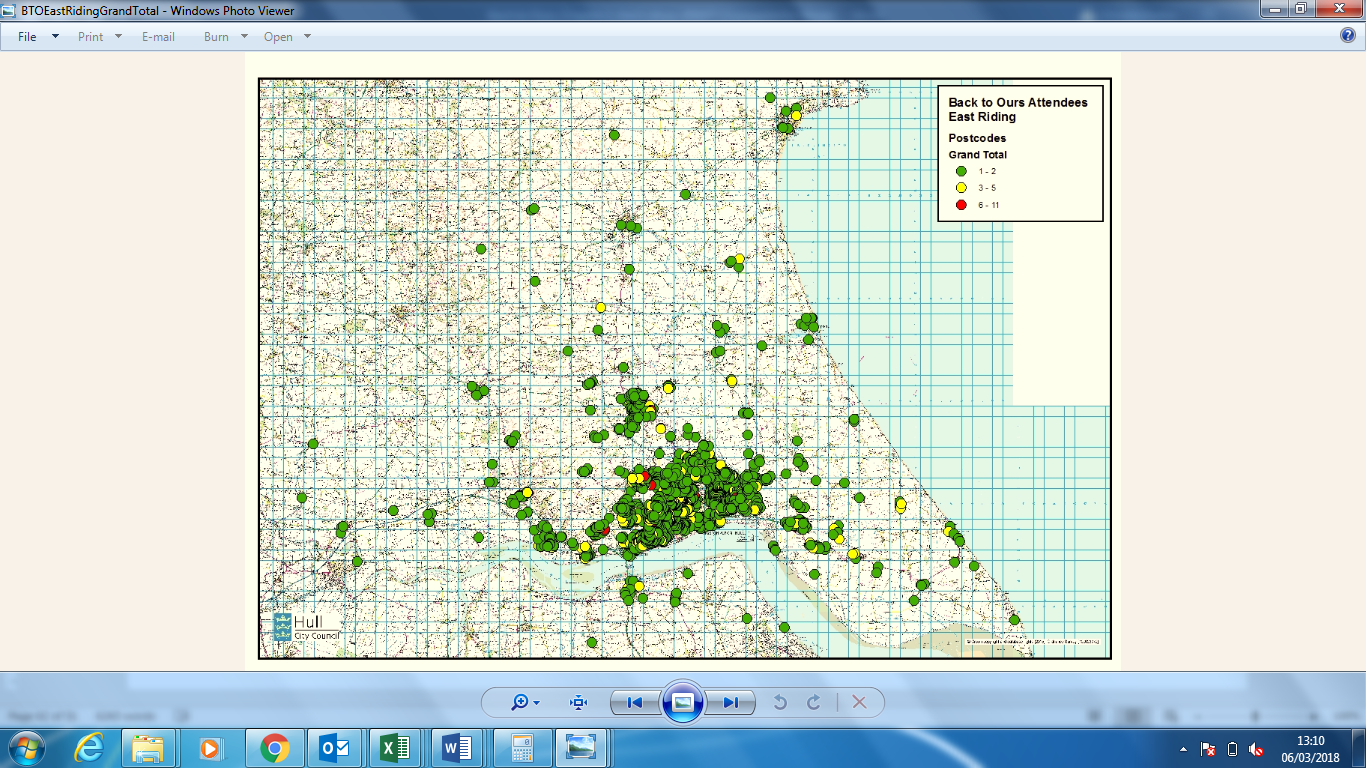 BTOEastRidingGrandTotal - Windows Photo Viewer
File Print E-mail Burn Open
Back to Ours Attendees
East Riding
Postcodes
Grand Total
1 - 2
3 - 5
6 - 11
Hull
City Council
13:10
06/03/2018